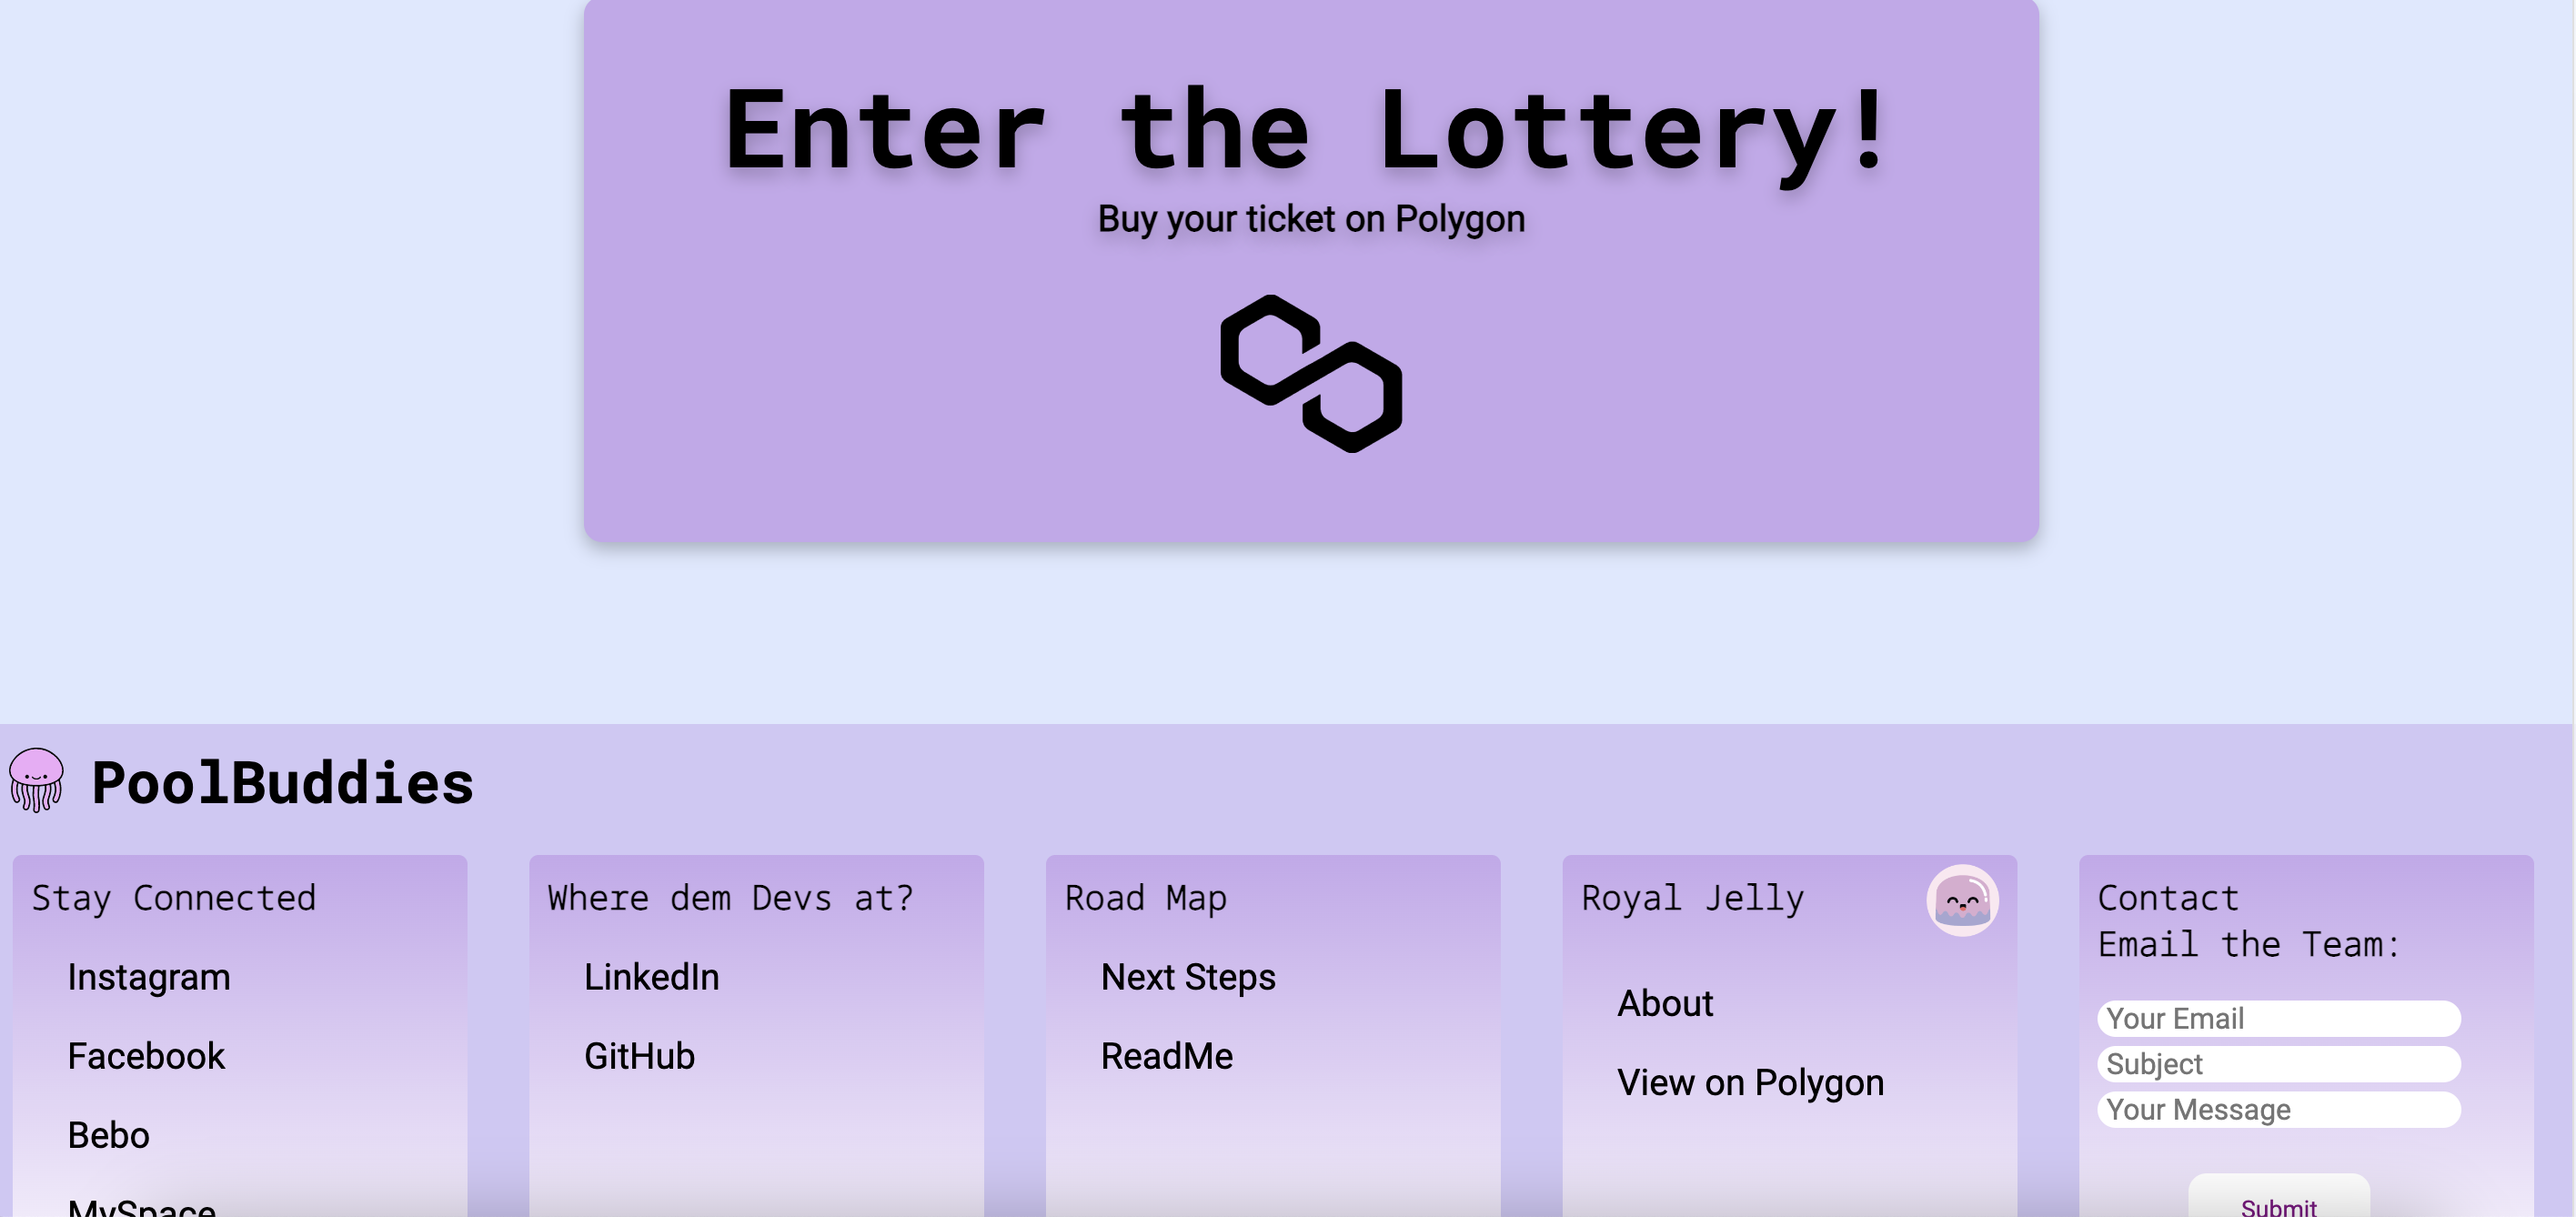 Enter the Lottery!
Buy your ticket on Polygon
PoolBuddies
Stay Connected
Instagram
Facebook
Bebo
MySpace
Where dem Devs at?
LinkedIn
GitHub
Road Map
Next Steps
ReadMe
Royal Jelly
About
View on Polygon
Contact
Email the Team:
Your Email
Subject
Your Message
Submit